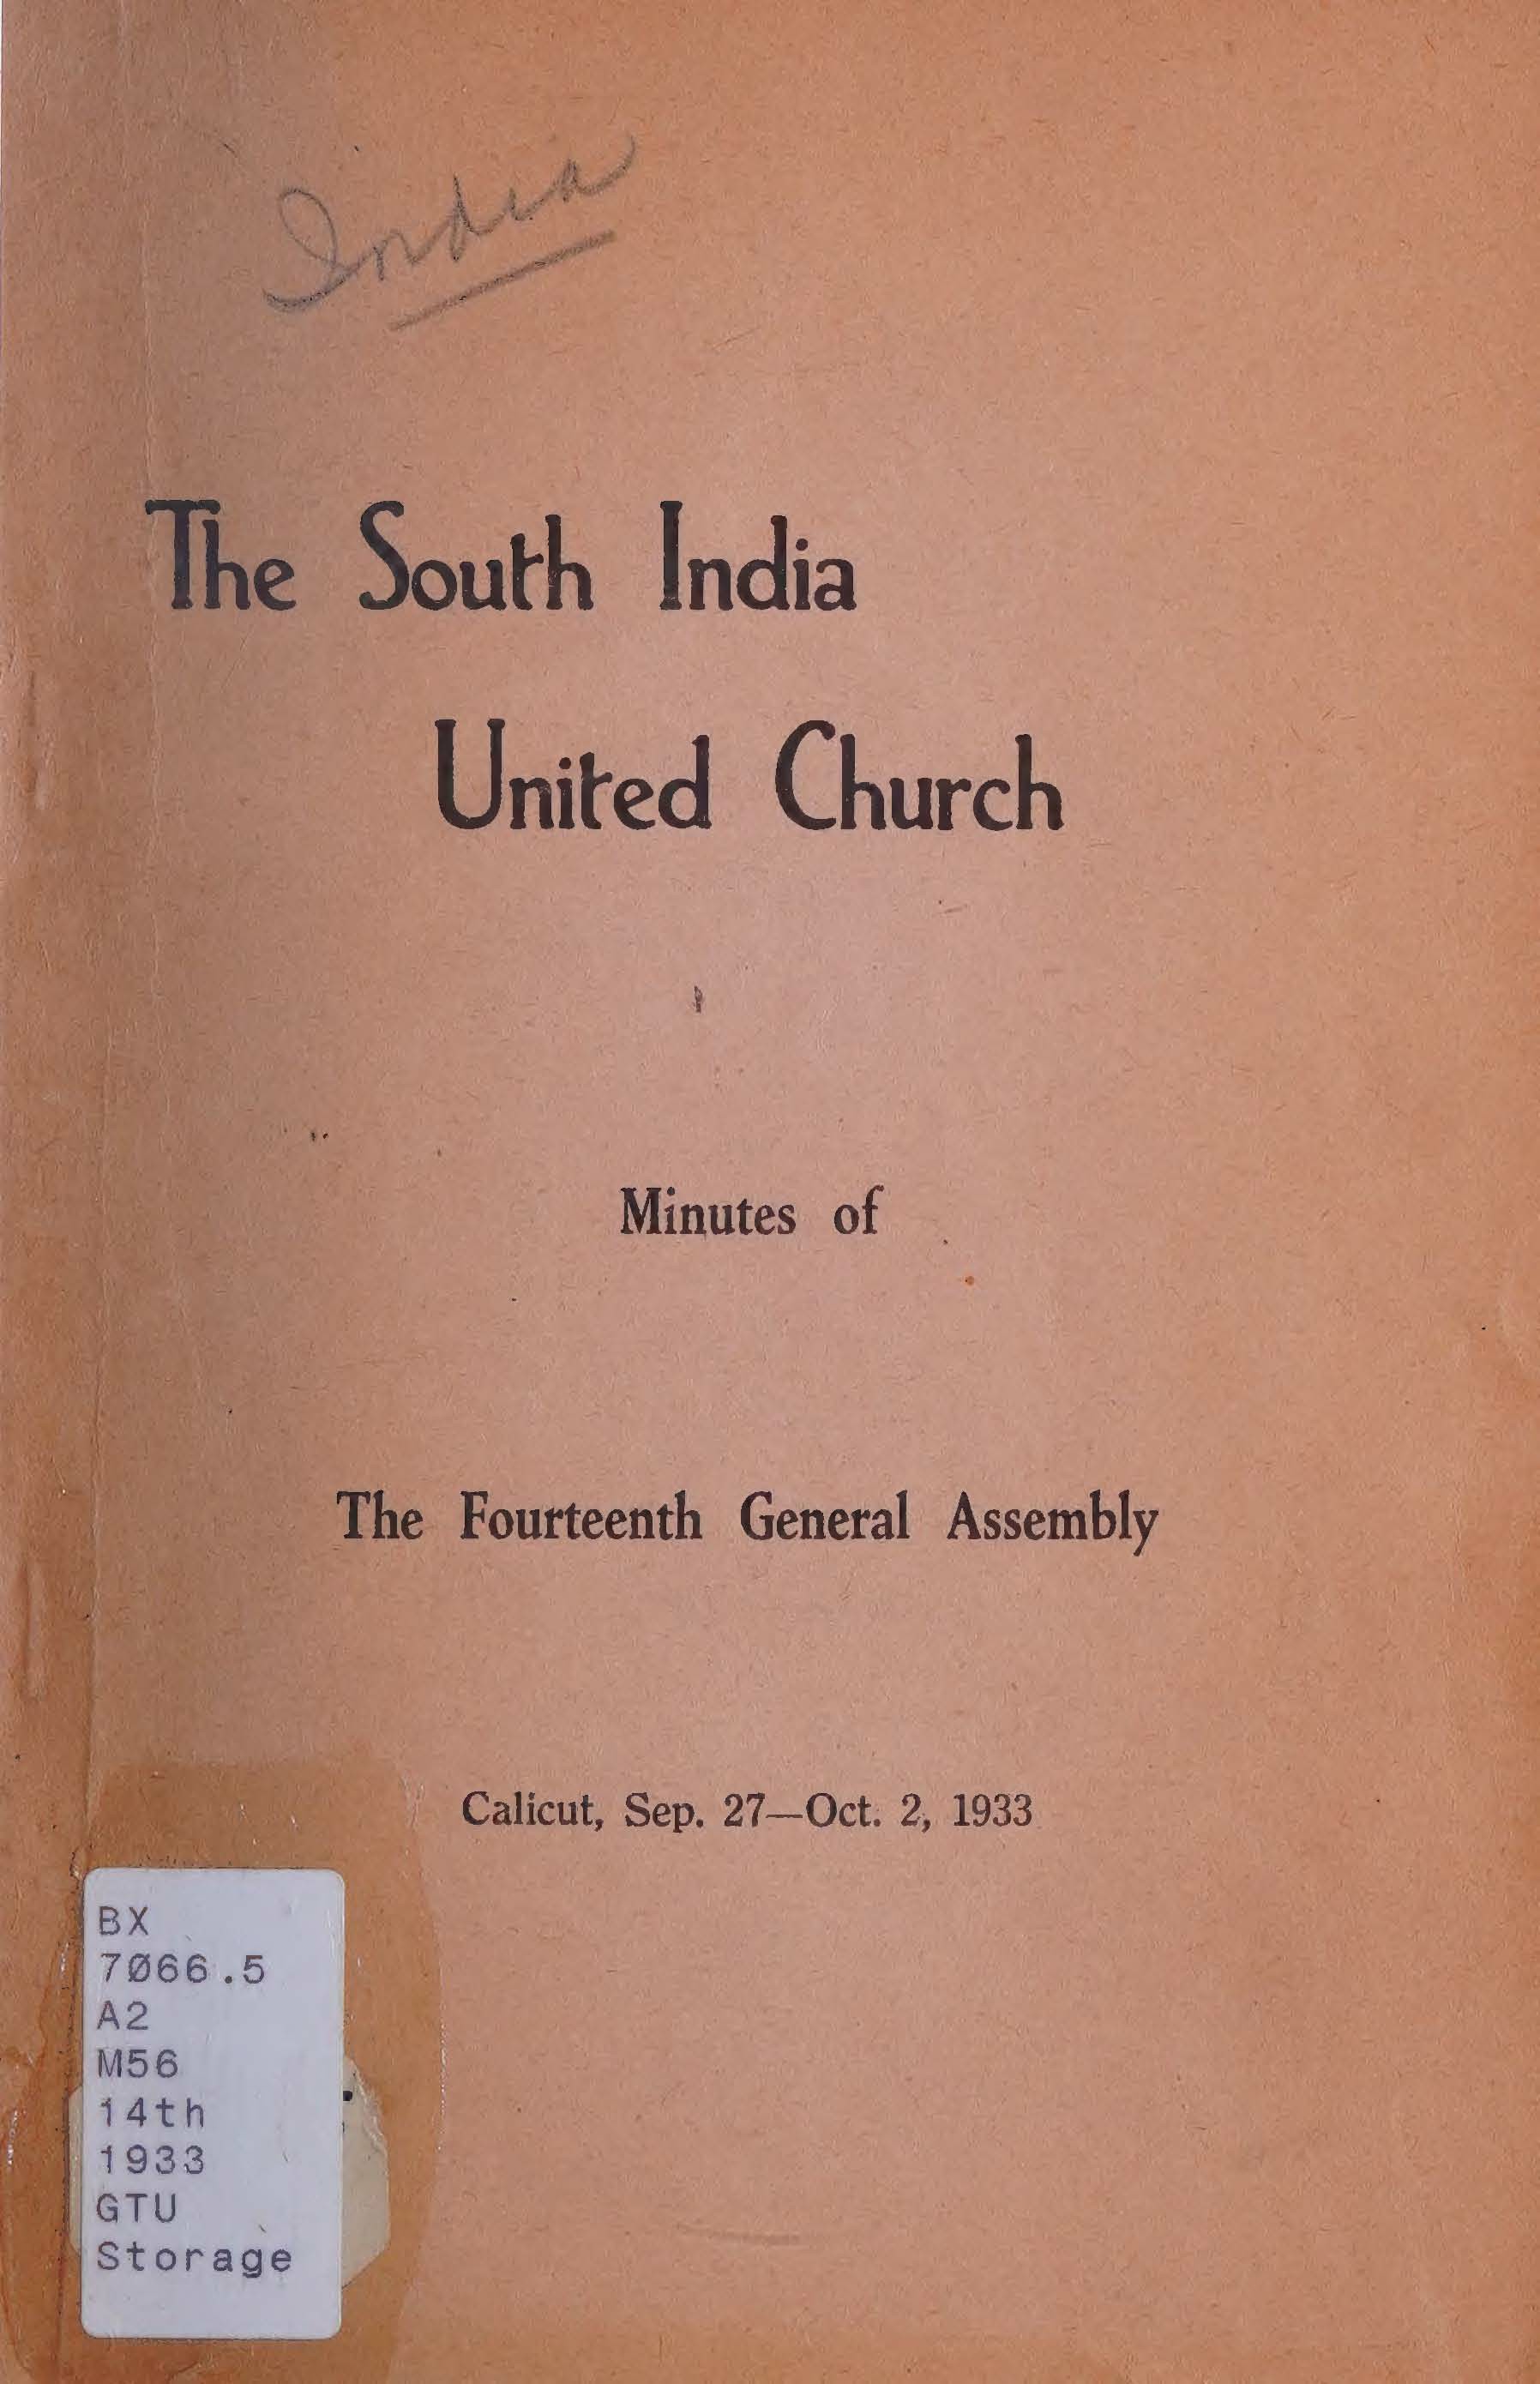 India
The South India
United Church
Minutes of
The Fourteenth General Assembly
Calicut, Sep. 27—Oct. 2, 1933
BX
7066.5
A2
M56
14th
1933
GTU
Storage